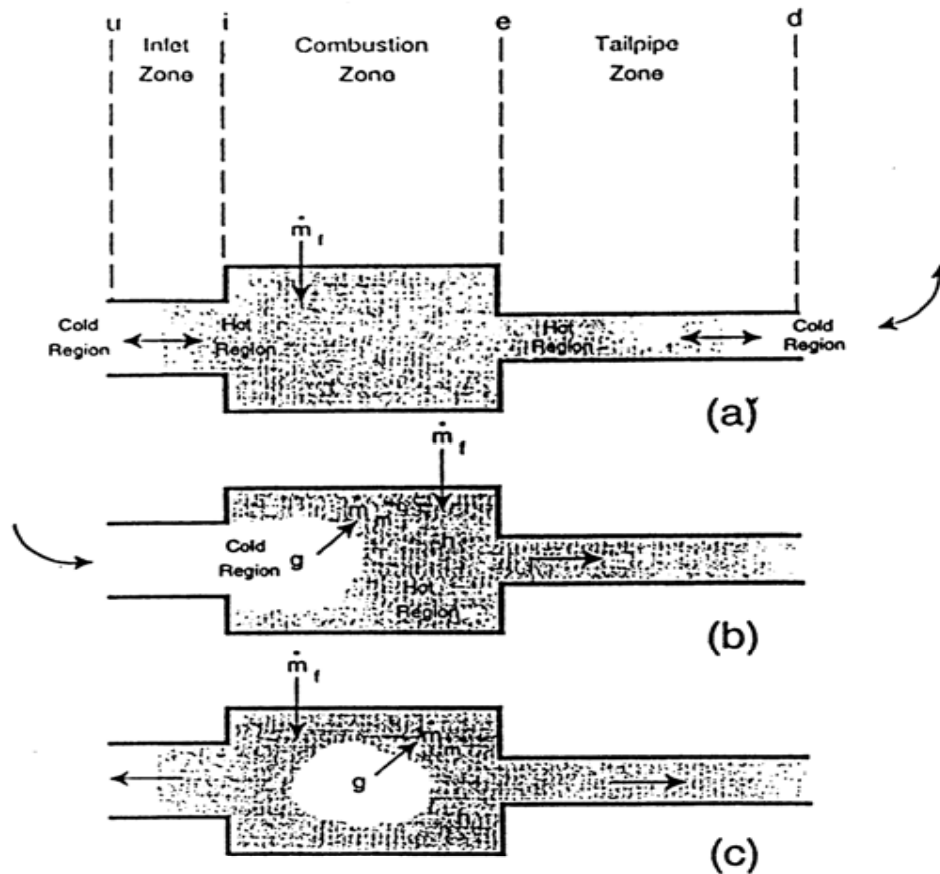 u
i
e
d
Inlet
Zone
Combustion
Zone
Tailpipe
Zone
ṁ f
Cold
Region
Hot
Region
Hot
Region
Cold
Region
(a)
ṁ f
Cold
Region
g
ṁ m
h
Hot
Region
(b)
ṁ f
g
ṁ m
h
(c)